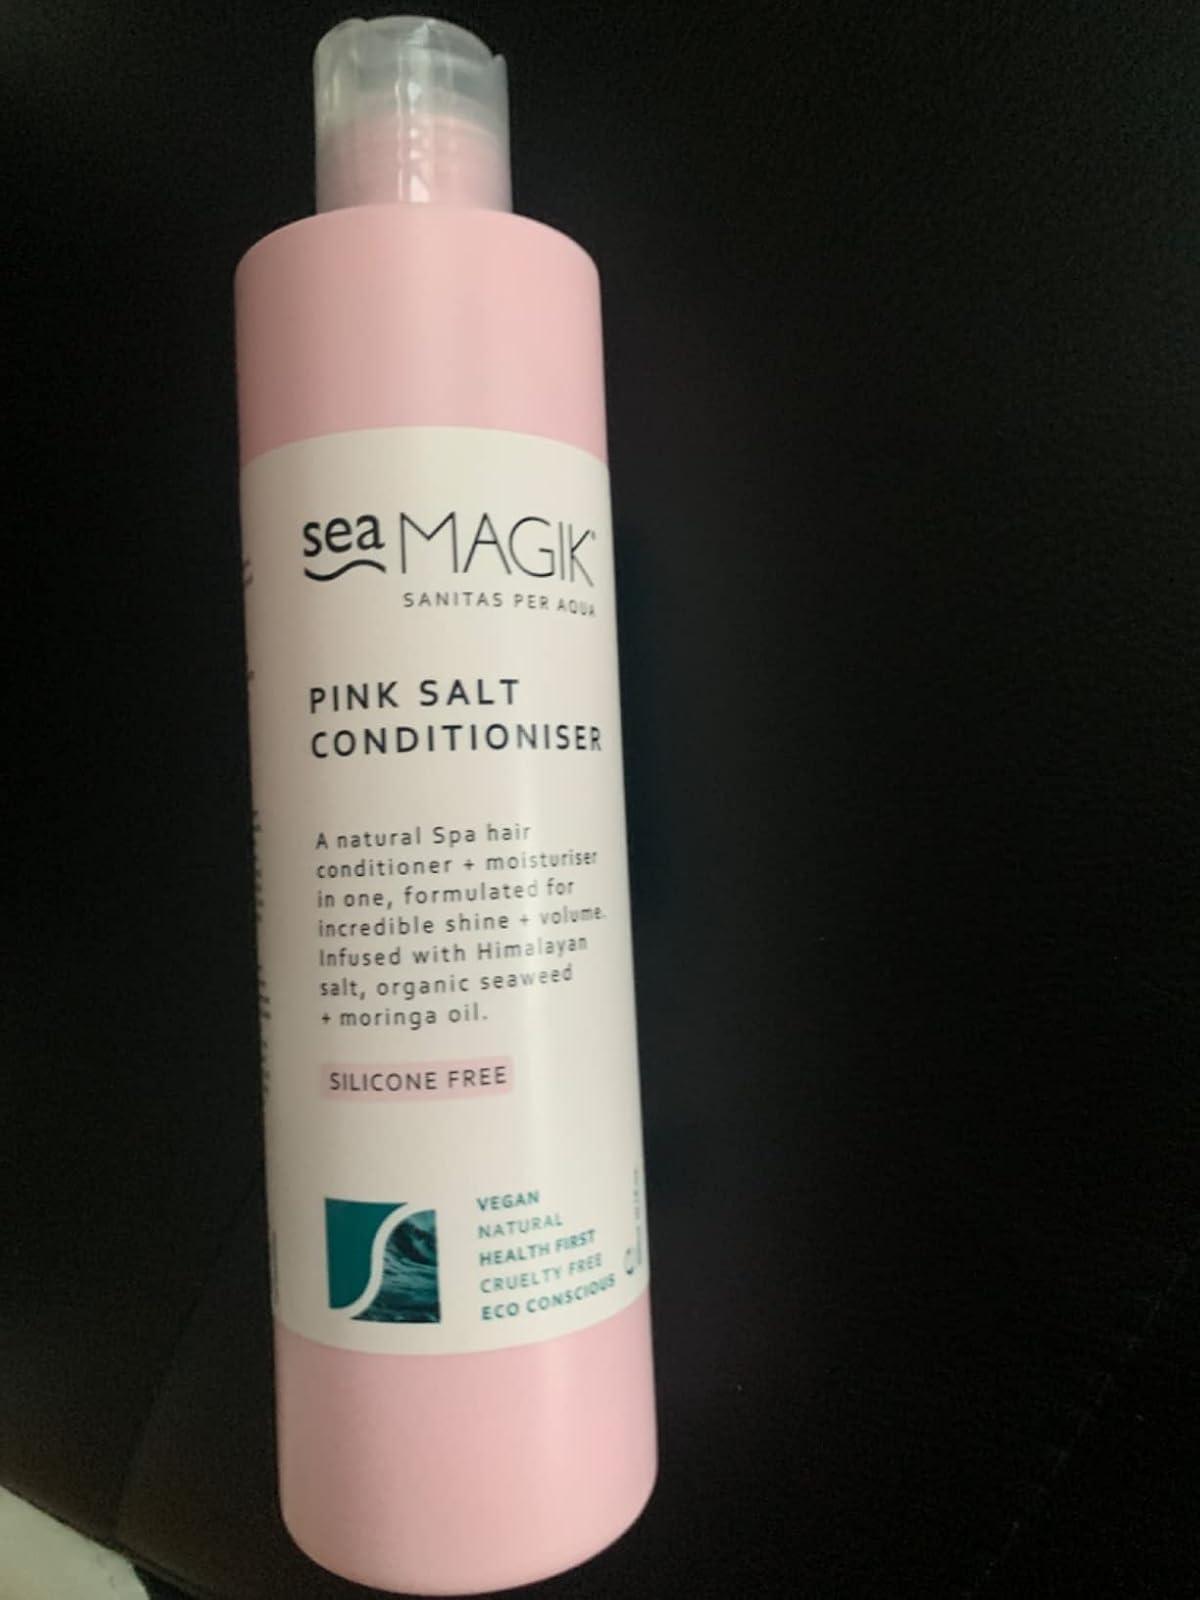 sea MAGIK
SANITAS PER AQUA
PINK SALT
CONDITIONISER
A natural Spa hair
conditioner + moisturiser
in one, formulated for
incredible shine + volume.
Infused with Himalayan
salt, organic seaweed
+ moringa oil.
SILICONE FREE
VEGAN
NATURAL
HEALTH FIRST
CRUELTY FREE
ECO CONSCIOUS